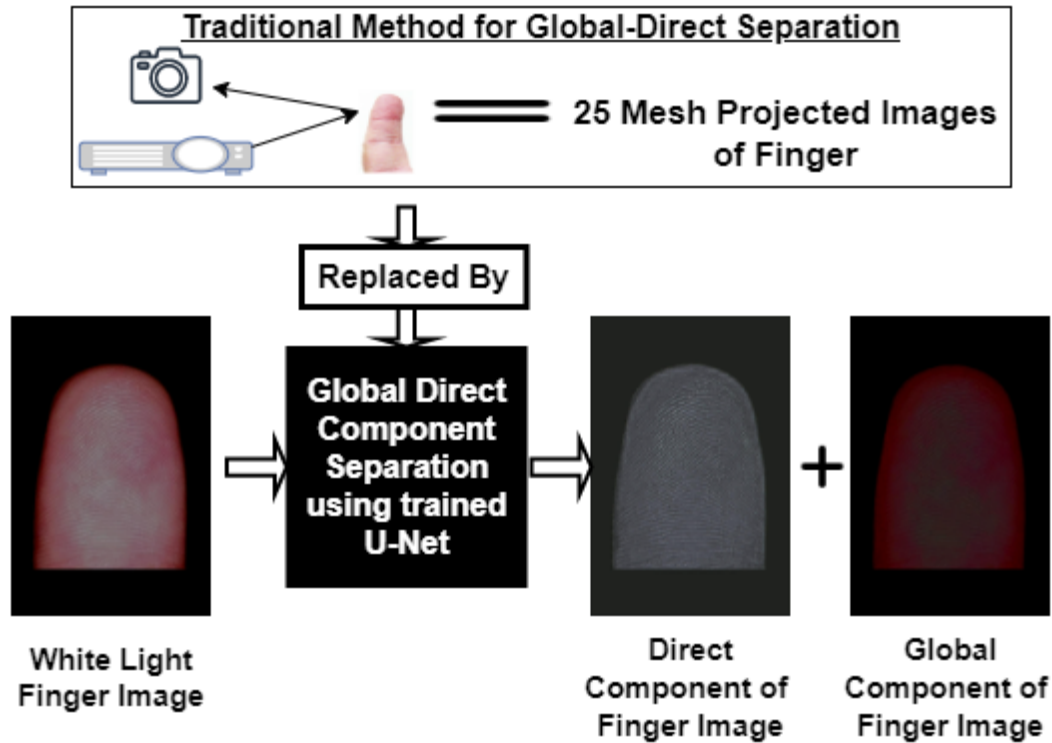 Traditional Method for Global-Direct Separation
25 Mesh Projected Images
of Finger
Replaced By
Global Direct
Component
Separation
using trained
U-Net
White Light
Finger Image
Direct
Component of
Finger Image
Global
Component of
Finger Image